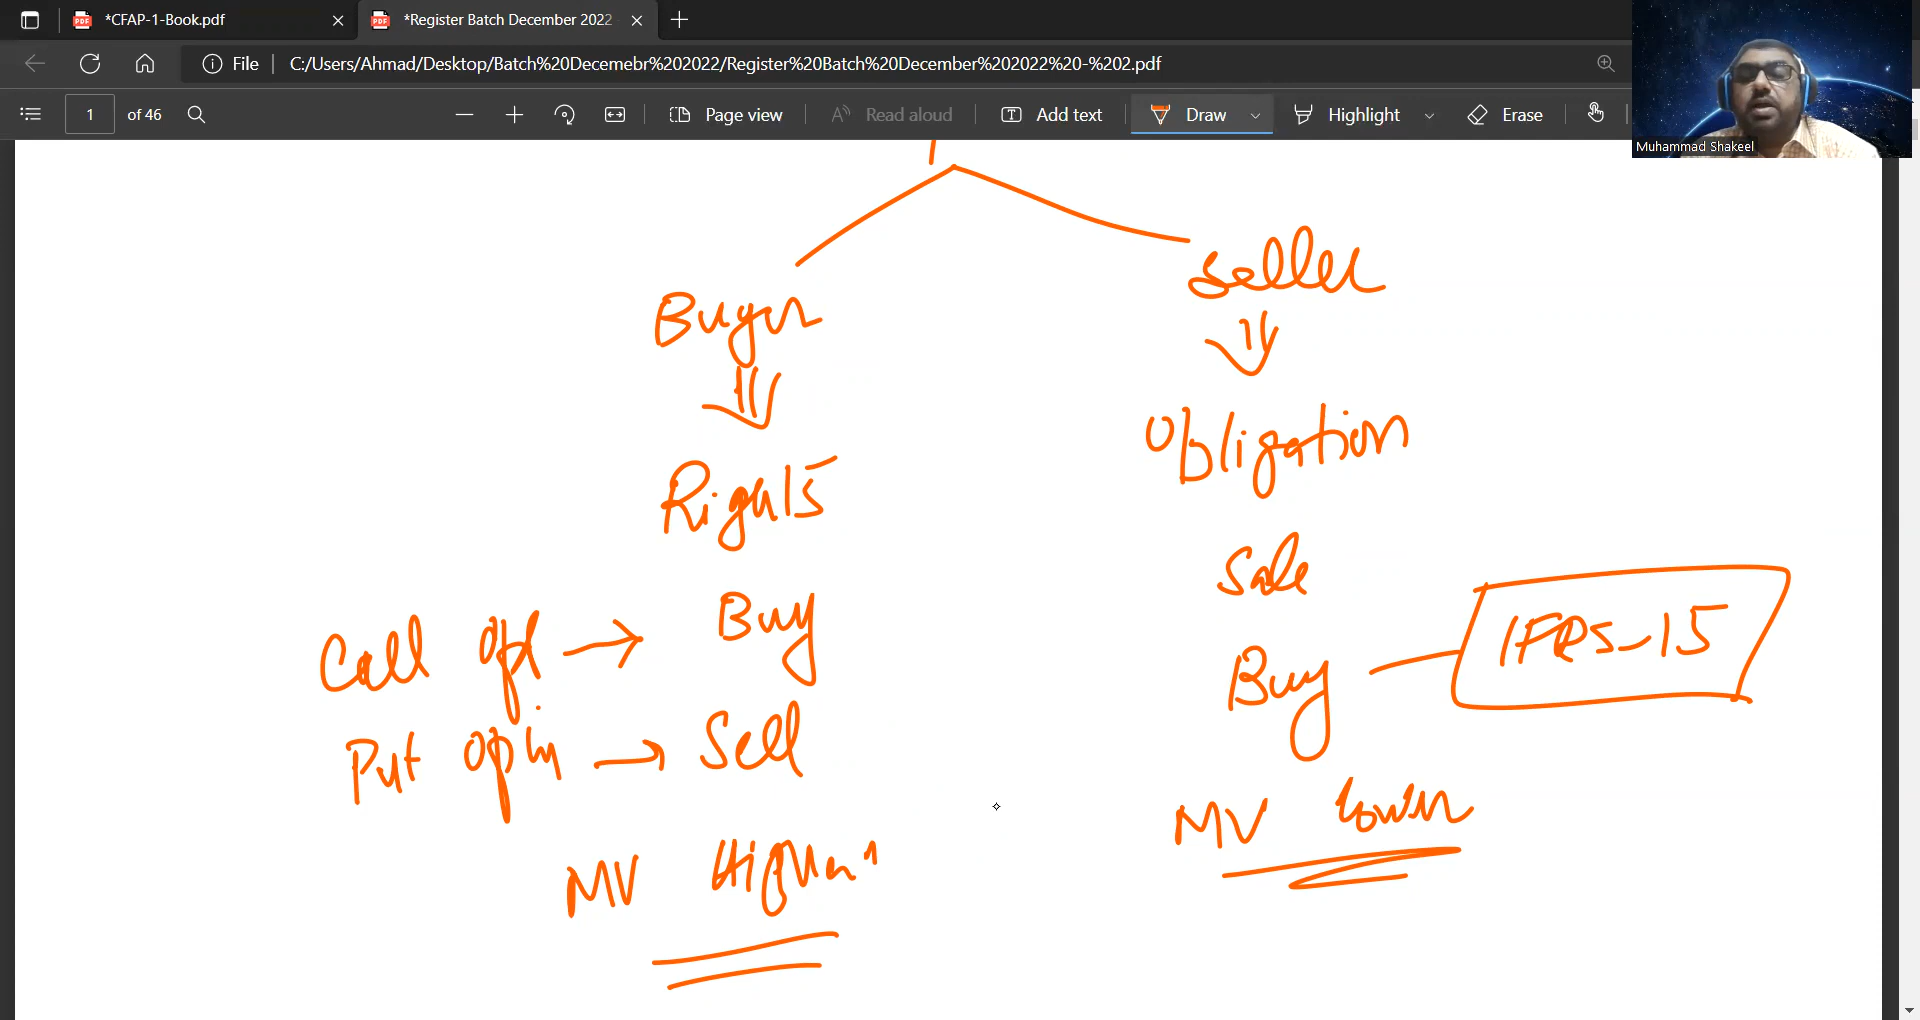 *CFAP-1-Book.pdf
*Register Batch December 2022
File
C:/Users/Ahmad/Desktop/Batch%20Decemebr%202022/Register%20Batch%20December%202022%20-%202.pdf
1 of 46
Page view
Read aloud
Add text
Draw
Highlight
Erase
Muhammad Shakeel
Buyer
Seller
Rights
Obligation
Sale
Call opt → Buy
Buy
IFRS-15
Put → Sell
MV Higher
MV lower